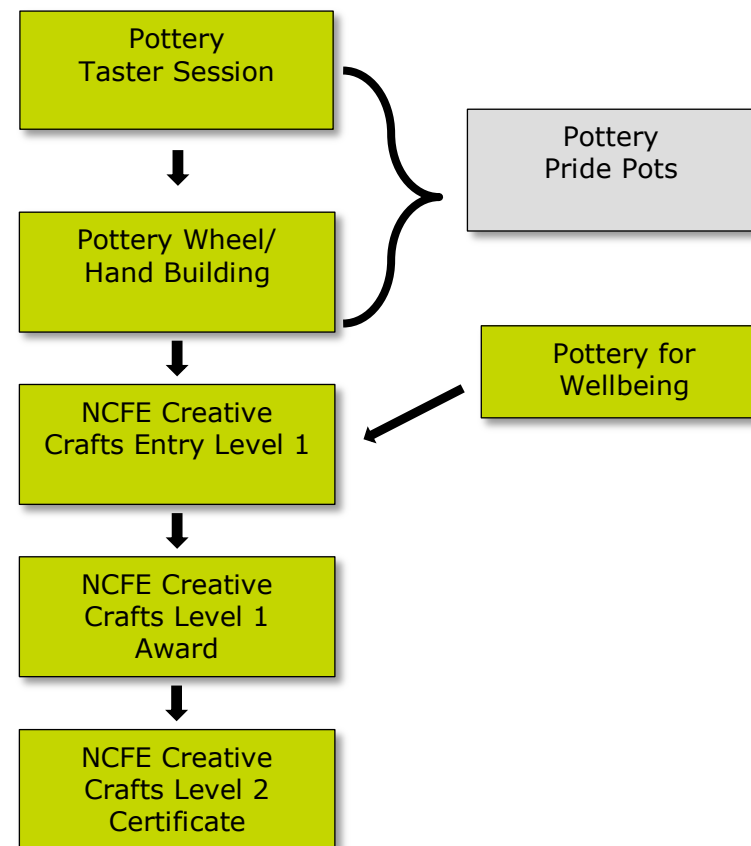 Pottery
Taster Session
Pottery
Pride Pots
Pottery Wheel/
Hand Building
Pottery for
Wellbeing
NCFE Creative
Crafts Entry Level 1
NCFE Creative
Crafts Level 1
Award
NCFE Creative
Crafts Level 2
Certificate